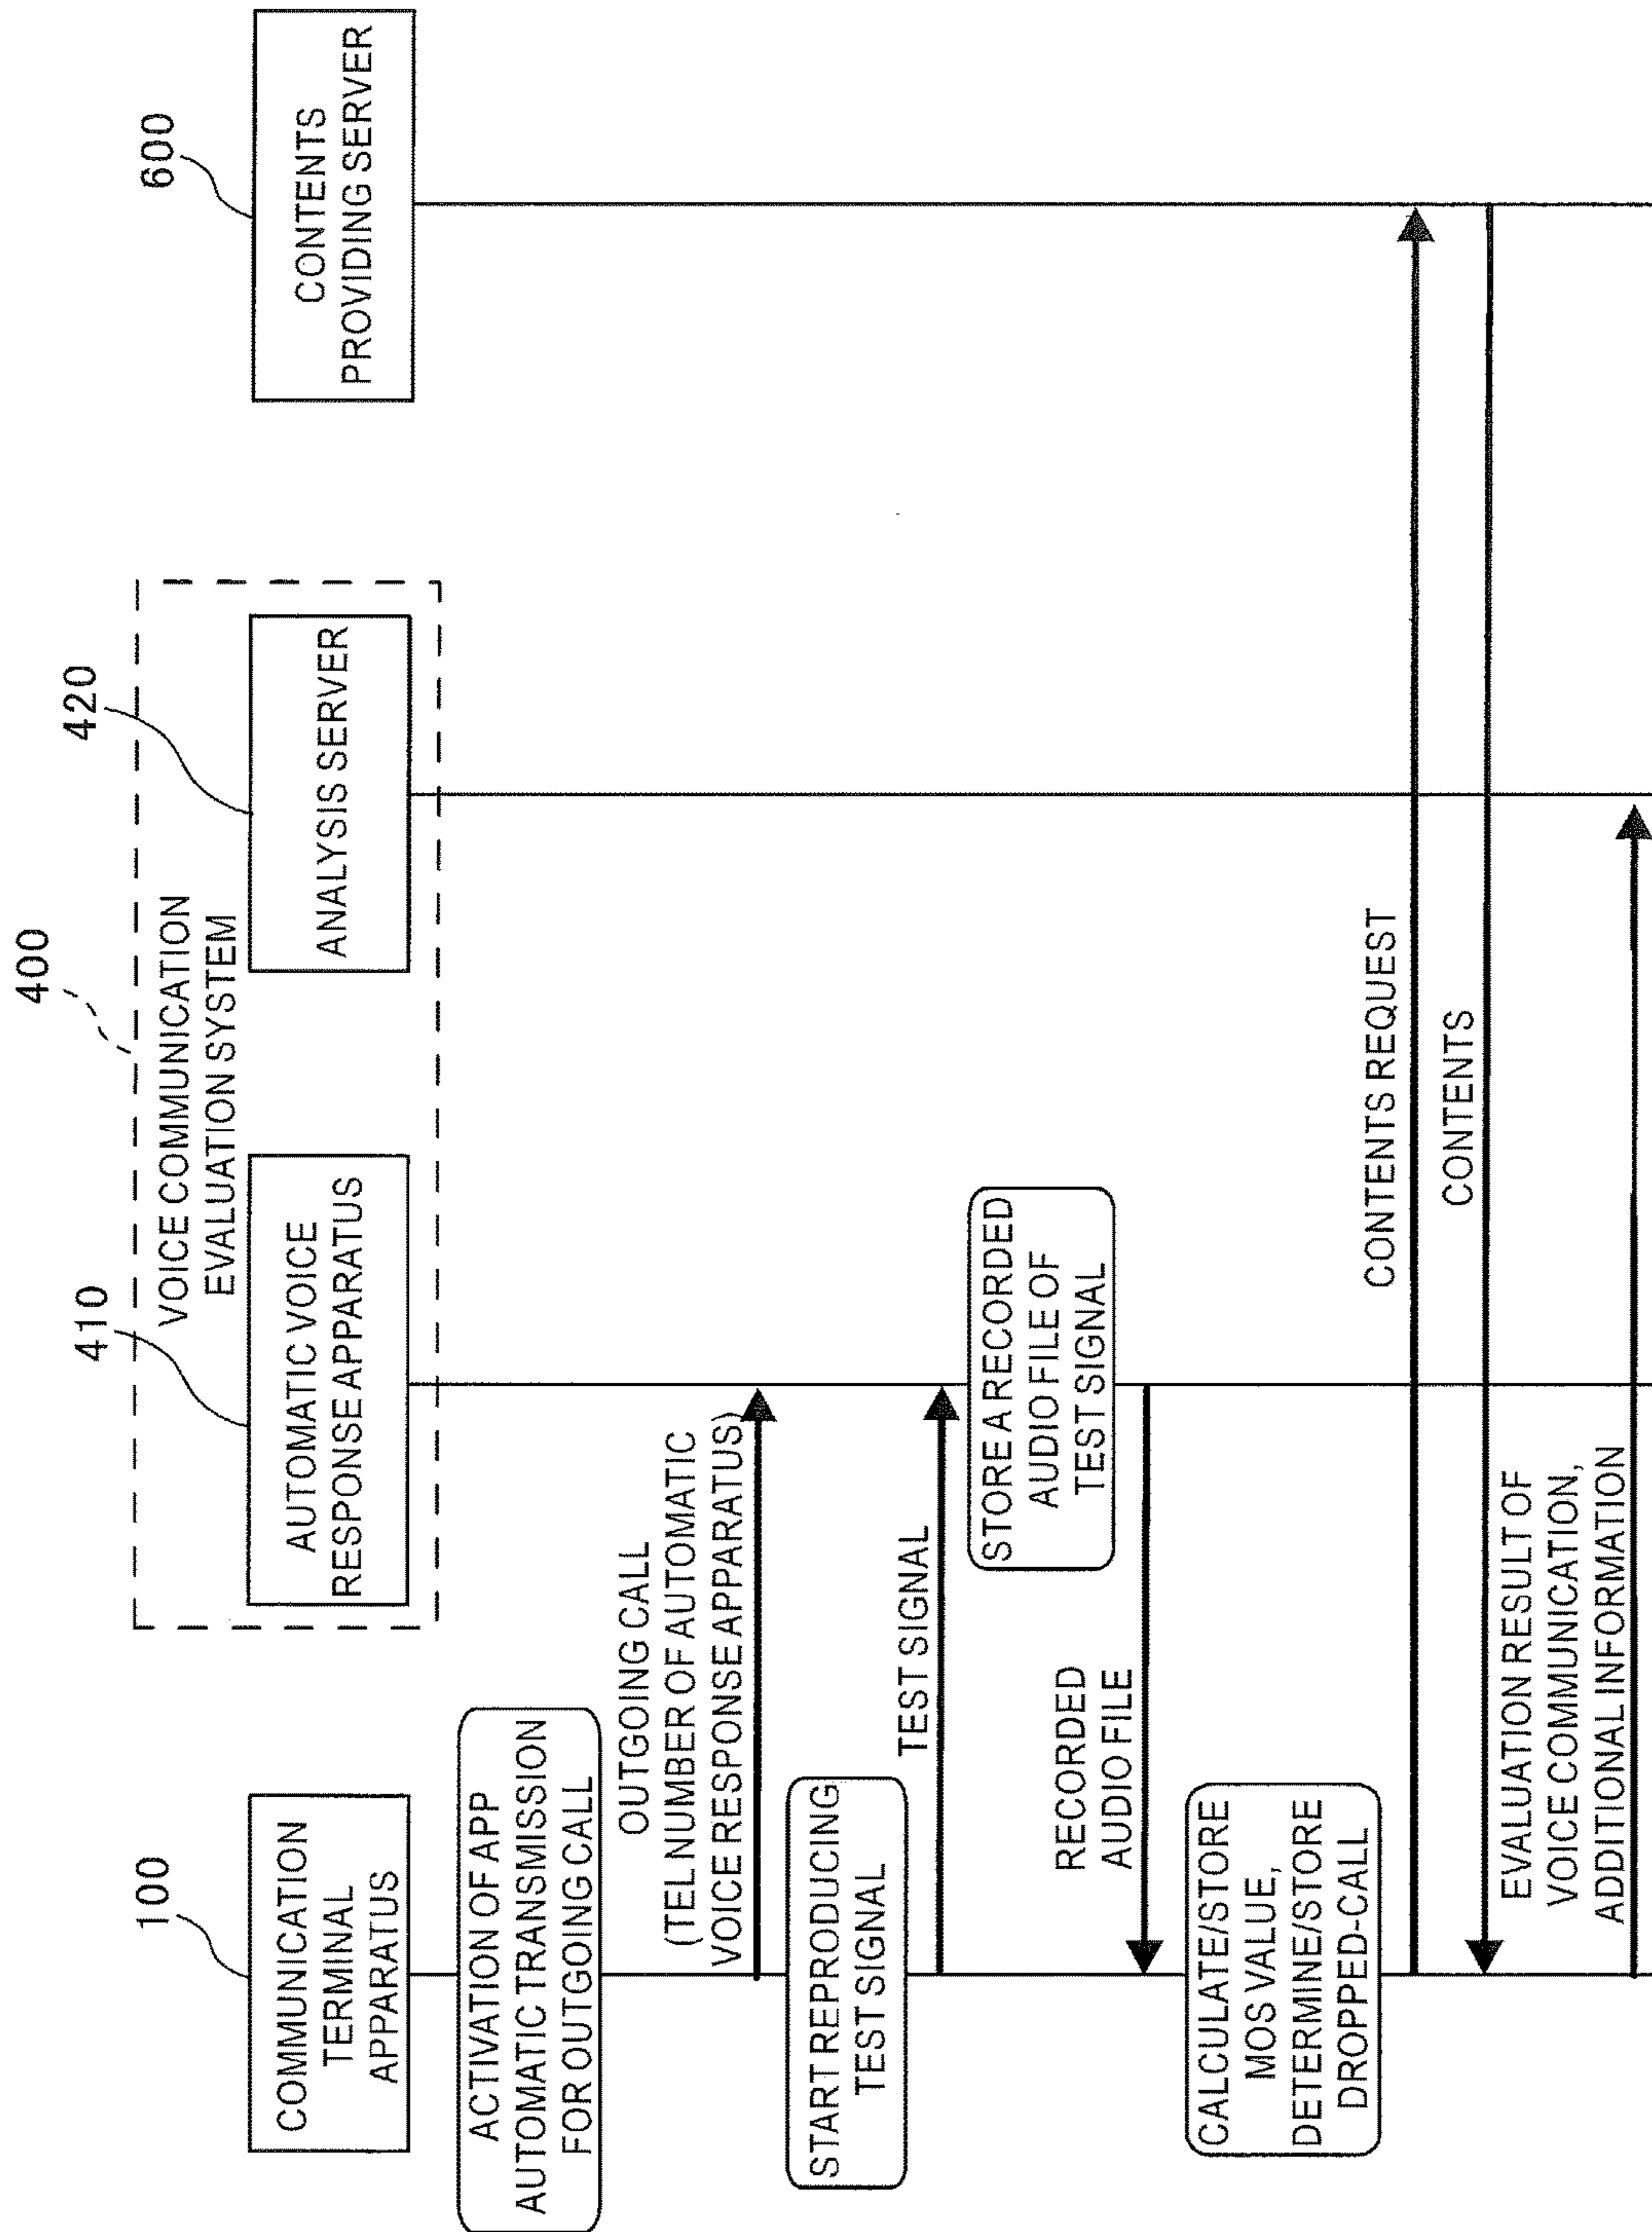 100
COMMUNICATION
TERMINAL
APPARATUS
400
VOICE COMMUNICATION
EVALUATION SYSTEM
410
AUTOMATIC VOICE
RESPONSE APPARATUS
420
ANALYSIS SERVER
600
CONTENTS
PROVIDING SERVER
ACTIVATION OF APP
AUTOMATIC TRANSMISSION
FOR OUTGOING CALL
OUTGOING CALL
(TEL NUMBER OF AUTOMATIC
VOICE RESPONSE APPARATUS)
START REPRODUCING
TEST SIGNAL
TEST SIGNAL
STORE A RECORDED
AUDIO FILE OF
TEST SIGNAL
RECORDED
AUDIO FILE
CALCULATE/STORE
MOS VALUE,
DETERMINE/STORE
DROPPED-CALL
CONTENTS REQUEST
CONTENTS
EVALUATION RESULT OF
VOICE COMMUNICATION,
ADDITIONAL INFORMATION